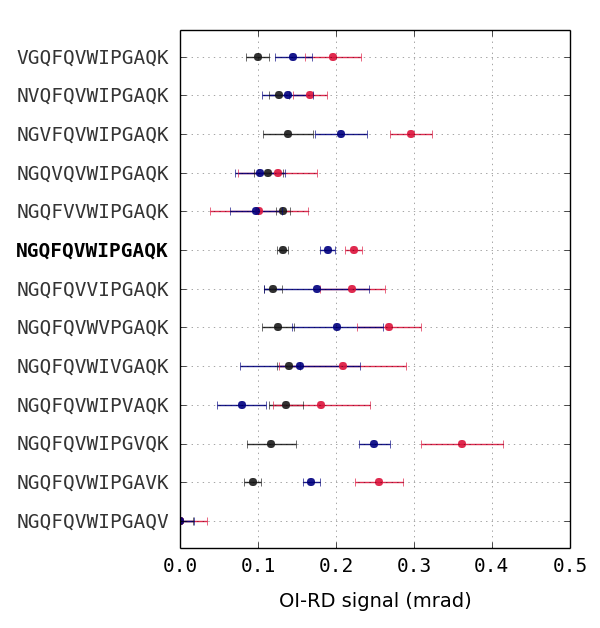 VGQFQVWIPGAQK
NVQFQVWIPGAQK
NGVFQVWIPGAQK
NGQVQVWIPGAQK
NGQFVVWIPGAQK
NGQFQVWIPGAQK
NGQFQVVIPGAQK
NGQFQVWVPGAQK
NGQFQVWIVGAQK
NGQFQVWIPVAQK
NGQFQVWIPGVQK
NGQFQVWIPGAVK
NGQFQVWIPGAQV
0.0 0.1 0.2 0.3 0.4 0.5
OI-RD signal (mrad)